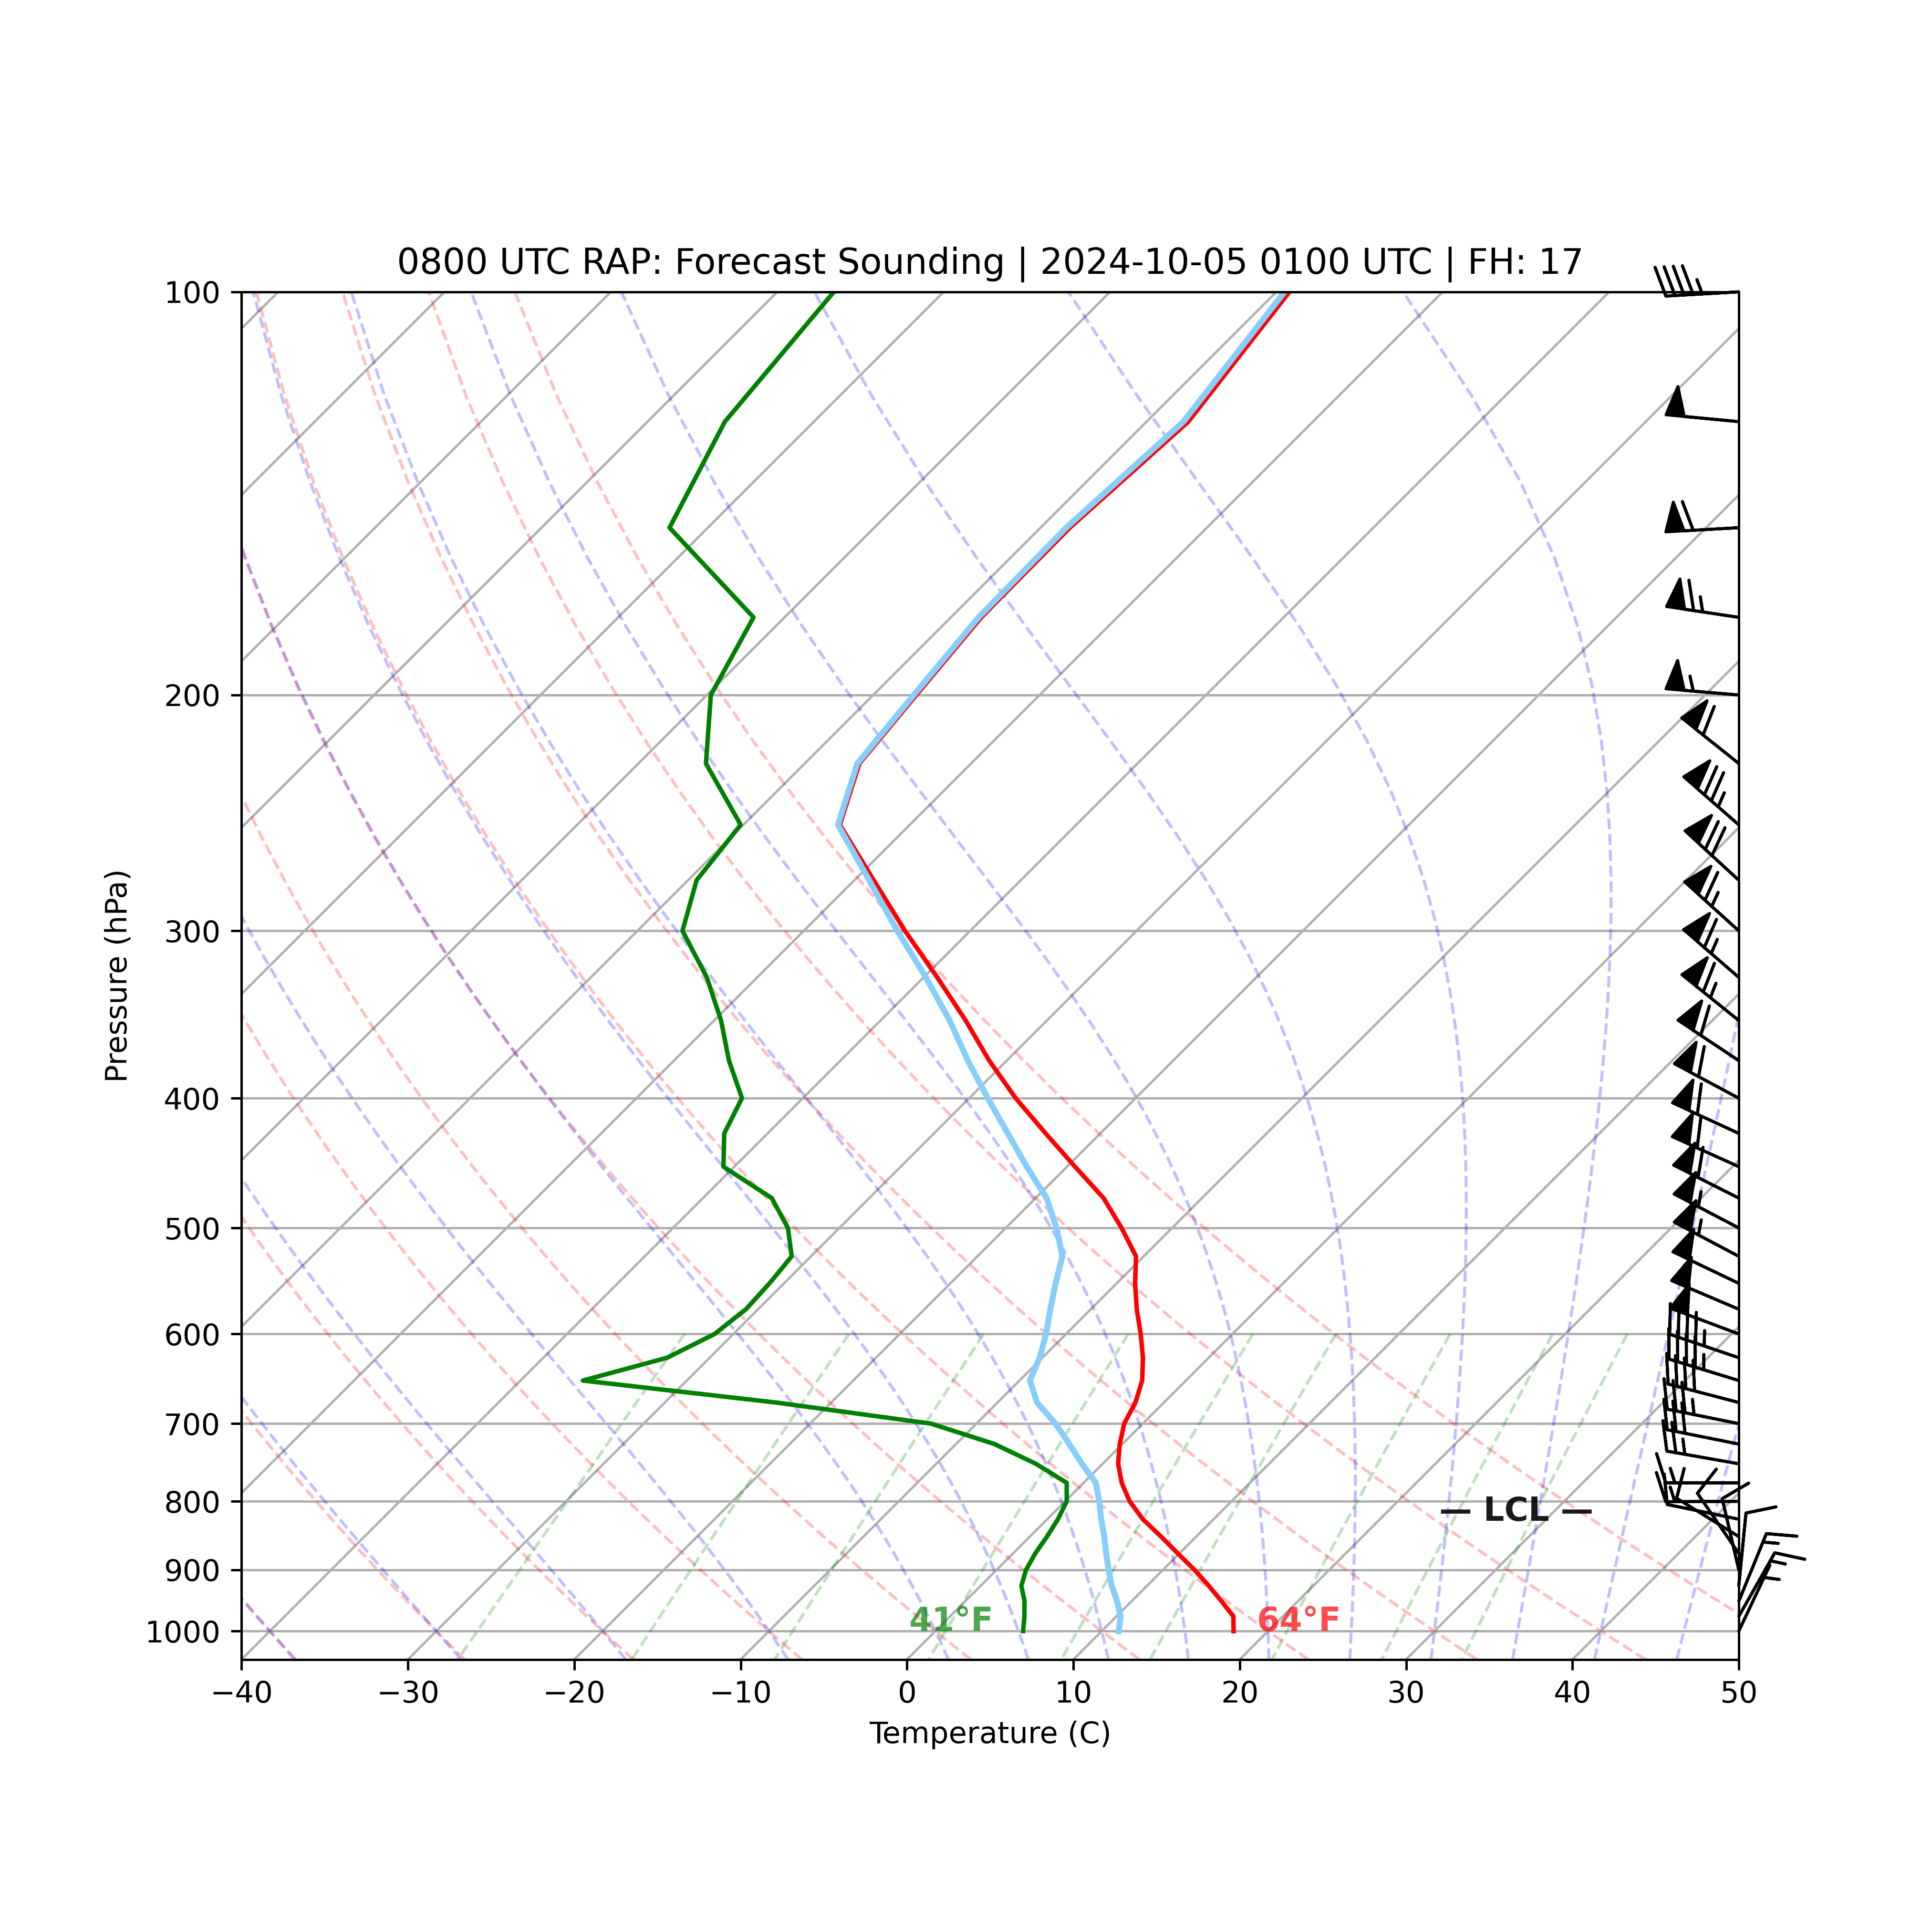 0800 UTC RAP: Forecast Sounding | 2024-10-05 0100 UTC | FH: 17
100
200
300
400
500
600
700
800
900
1000
Pressure (hPa)
— LCL —
41°F
64°F
−40 −30 −20 −10 0 10 20 30 40 50
Temperature (C)